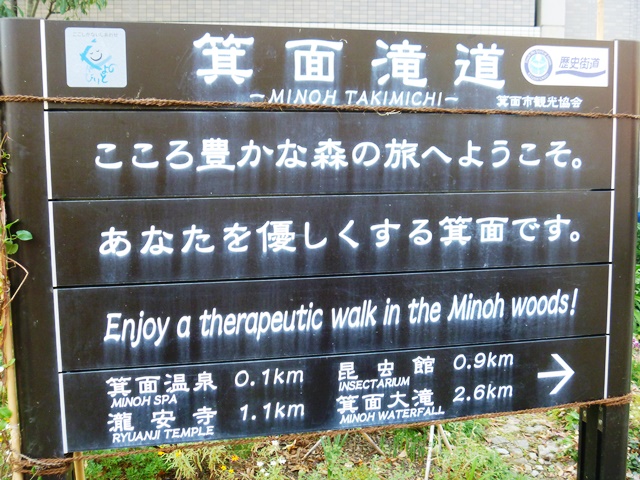 箕面滝道
歴史街道
—MINOH TAKIMICHI—
箕面市観光協会
こころ豊かな森の旅へようこそ。
あなたを優しくする箕面です。
Enjoy a therapeutic walk in the Minoh woods!
箕面温泉 0.1km
MINOH SPA
昆虫館 0.9km
INSECTARIUM
→
瀧安寺 1.1km
RYUANJI TEMPLE
箕面大滝 2.6km
MINOH WATERFALL